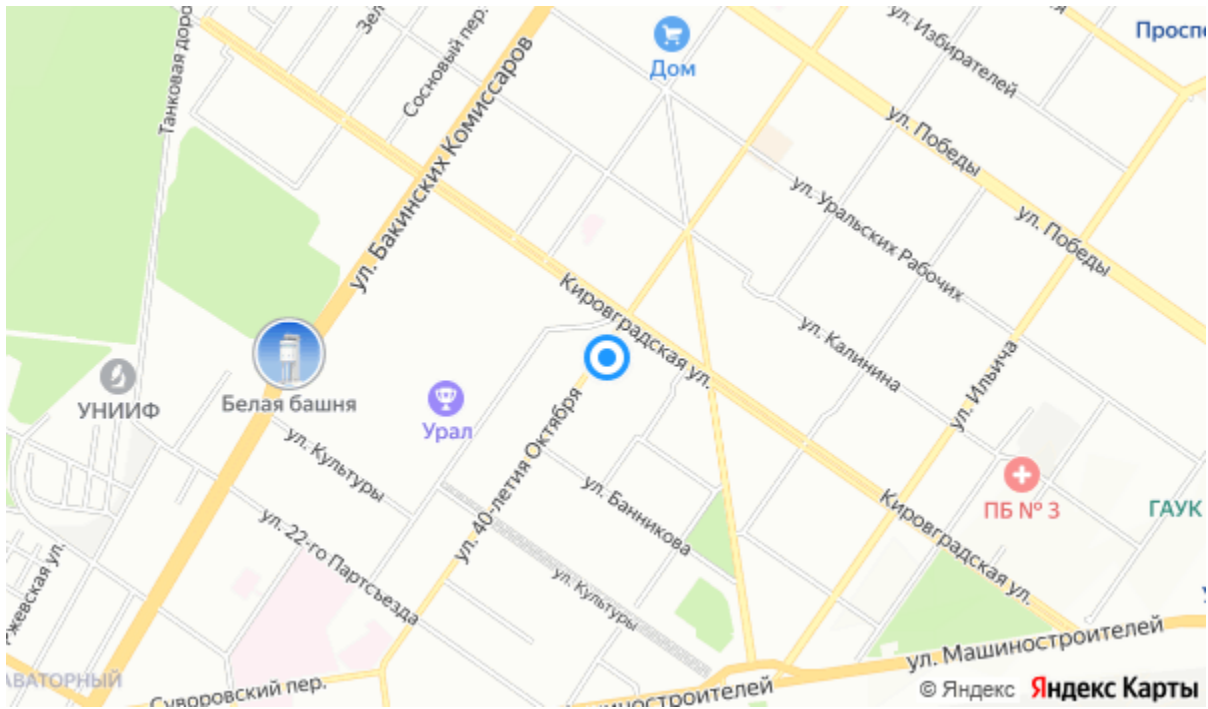 Танковая доро
Зел
Сосновый пер.
ул. Бакинских Комиссаров
Дом
ул. Избирателей
Проспе
ул. Победы
ул. Победы
ул. Уральских Рабочих
Кировградская ул.
ул. Калинина
ул. Ильича
УНИИФ
Белая башня
Урал
ул. Культуры
ул. 40-летия Октября
ул. Банникова
ПБ № 3
ГАУК
Кировградская ул.
ул. 22-го Партсъезда
ул. Культуры
жевская ул.
АВАТОРНЫЙ
Суворовский пер.
ул. Машиностроителей
иностроителей
© Яндекс Яндекс Карты